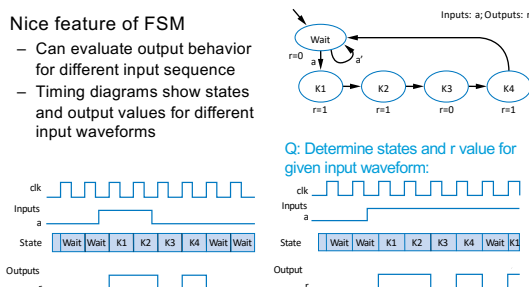 Nice feature of FSM
– Can evaluate output behavior
for different input sequence
– Timing diagrams show states
and output values for different
input waveforms
Inputs: a; Outputs: r
Wait
r=0
a
a'
K1
K2
K3
K4
r=1
r=1
r=0
r=1
Q: Determine states and r value for
given input waveform:
clk
Inputs
a
State
Wait Wait K1 K2 K3 K4 Wait Wait
Outputs
clk
Inputs
a
State
Wait Wait K1 K2 K3 K4 Wait K1
Output
r